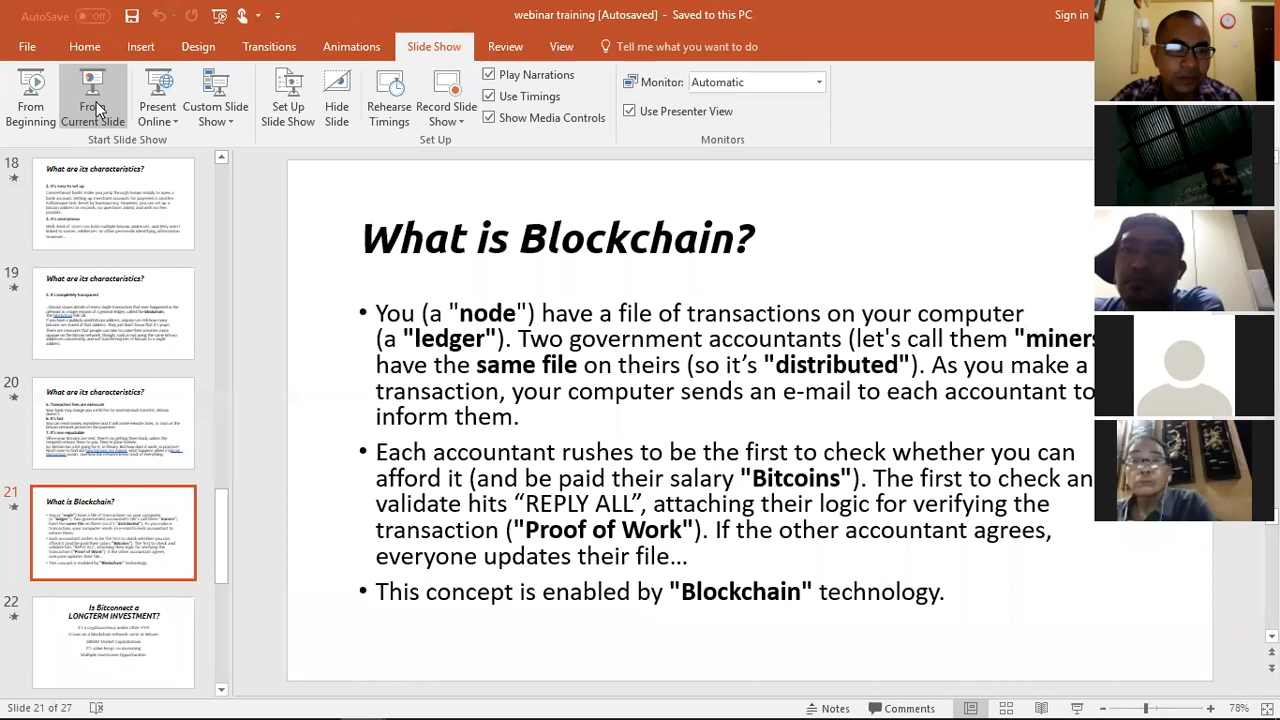 AutoSave Off
webinar training [Autosaved] - Saved to this PC
Sign in
File Home Insert Design Transitions Animations Slide Show Review View Tell me what you want to do
From Beginning
From Current Slide
Present Online
Custom Slide Show
Set Up Slide Show
Hide Slide
Rehearse Timings
Record Slide Show
Play Narrations
Use Timings
Show Media Controls
Monitor: Automatic
Use Presenter View
Start Slide Show
Set Up
Monitors
18
What are its characteristics?
2. It's easy to set up
19
What are its characteristics?
20
What are its characteristics?
21
What is Blockchain?
22
Is Bitconnect a
LONGTERM INVESTMENT?
Multiple Investment Opportunities
What is Blockchain?
• You (a "node") have a file of transactions on your computer
(a "ledger"). Two government accountants (let's call them "miners
have the same file on theirs (so it’s "distributed"). As you make a
transaction, your computer sends an e-mail to each accountant to
inform them.
• Each accountant rushes to be the first to check whether you can
afford it (and be paid their salary "Bitcoins"). The first to check an
validate hits “REPLY ALL”, attaching their logic for verifying the
transaction ("Proof of Work"). If the other accountant agrees,
everyone updates their file...
• This concept is enabled by "Blockchain" technology.
Slide 21 of 27
Notes
Comments
78%